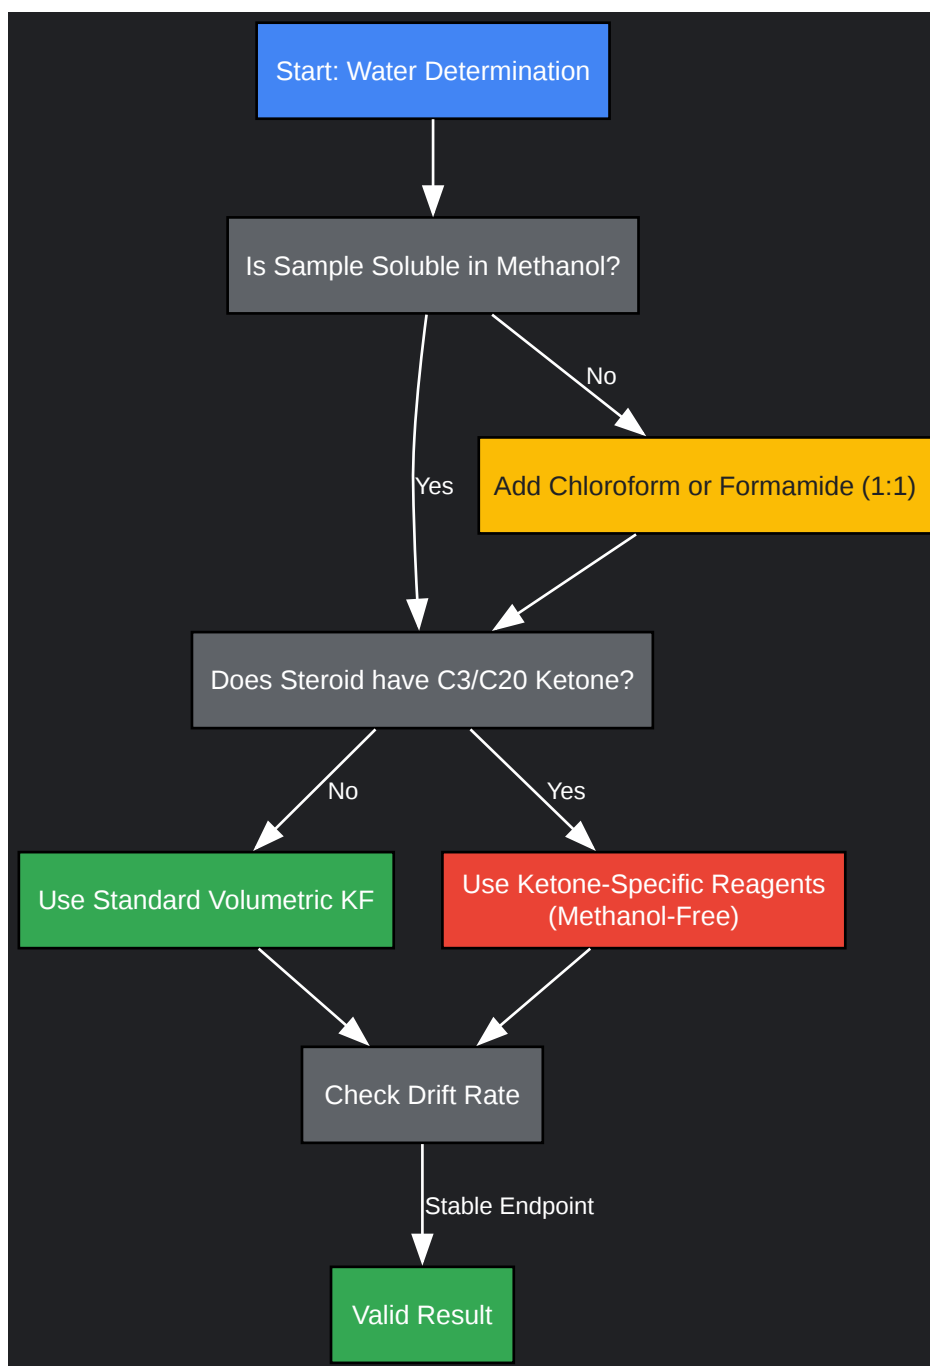 Start: Water Determination
Is Sample Soluble in Methanol?
No
Add Chloroform or Formamide (1:1)
Yes
Does Steroid have C3/C20 Ketone?
No
Yes
Use Standard Volumetric KF
Use Ketone-Specific Reagents
(Methanol-Free)
Check Drift Rate
Stable Endpoint
Valid Result